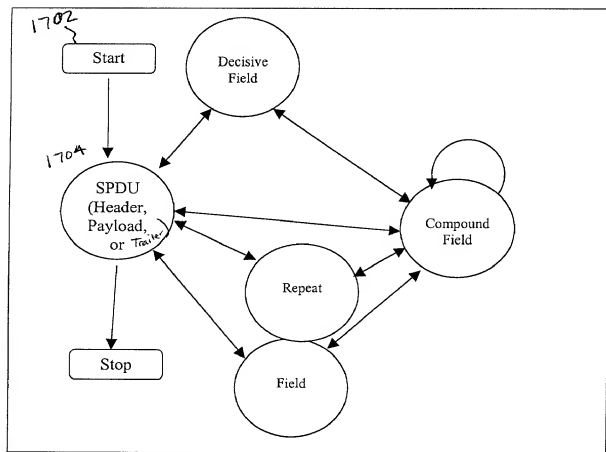 1702
Start
Decisive
Field
1704
SPDU
(Header,
Payload,
or Trailer)
Compound
Field
Repeat
Stop
Field